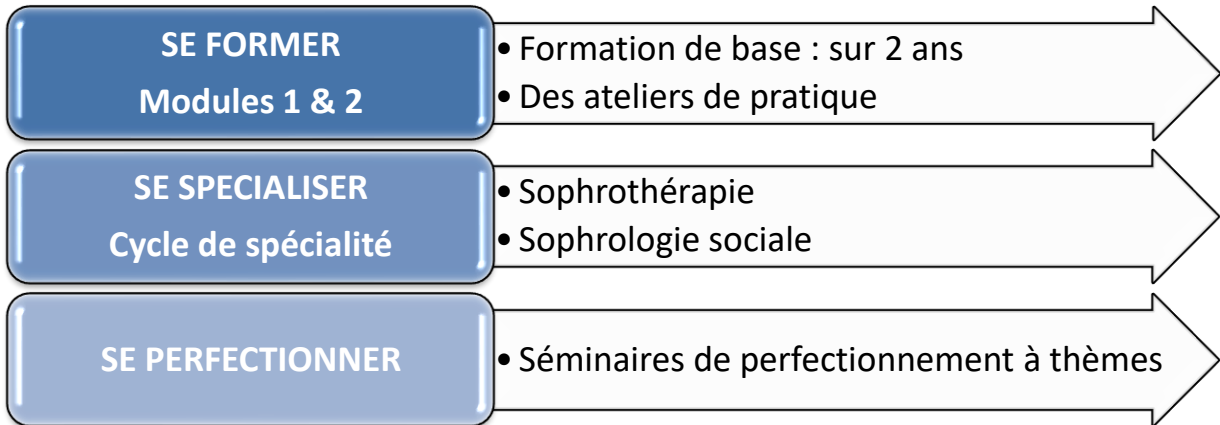 SE FORMER
Modules 1 & 2
• Formation de base : sur 2 ans
• Des ateliers de pratique
SE SPECIALISER
Cycle de spécialité
• Sophrothérapie
• Sophrologie sociale
SE PERFECTIONNER
• Séminaires de perfectionnement à thèmes